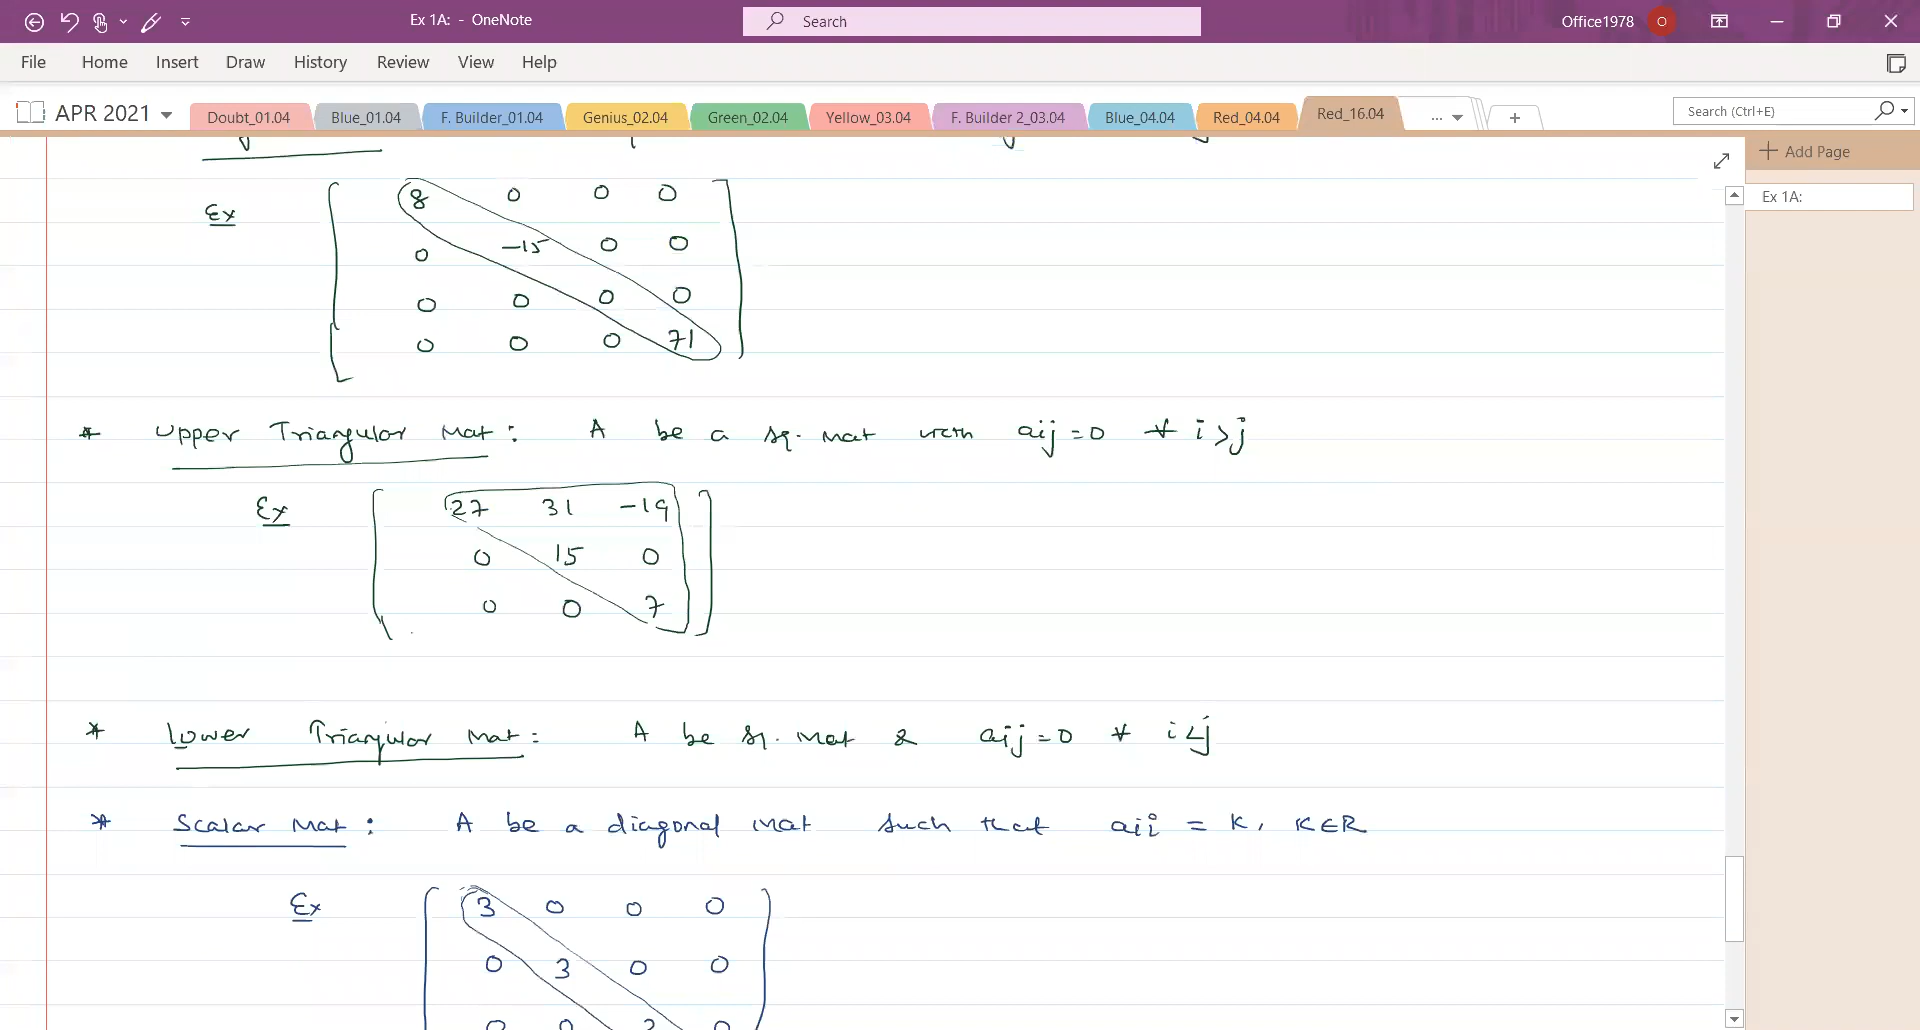 Ex 1A: - OneNote
Search
Office1978
O
File Home Insert Draw History Review View Help
APR 2021
Doubt_01.04 Blue_01.04 F. Builder_01.04 Genius_02.04 Green_02.04 Yellow_03.04 F. Builder 2_03.04 Blue_04.04 Red_04.04 Red_16.04 ... +
Search (Ctrl+E)
Add Page
Ex 1A:
Ex
8 0 0 0
0 -15 0 0
0 0 0 0
0 0 0 71
* Upper Triangular Mat : A be a sq. mat with aij = 0 ∀ i > j
Ex
27 31 -19
0 15 0
0 0 7
* Lower Triangular Mat : A be sq. Mat & aij = 0 ∀ i < j
* Scalar Mat : A be a diagonal Mat such that aii = K, K ∈ R
Ex
3 0 0 0
0 3 0 0
0 0 3 0